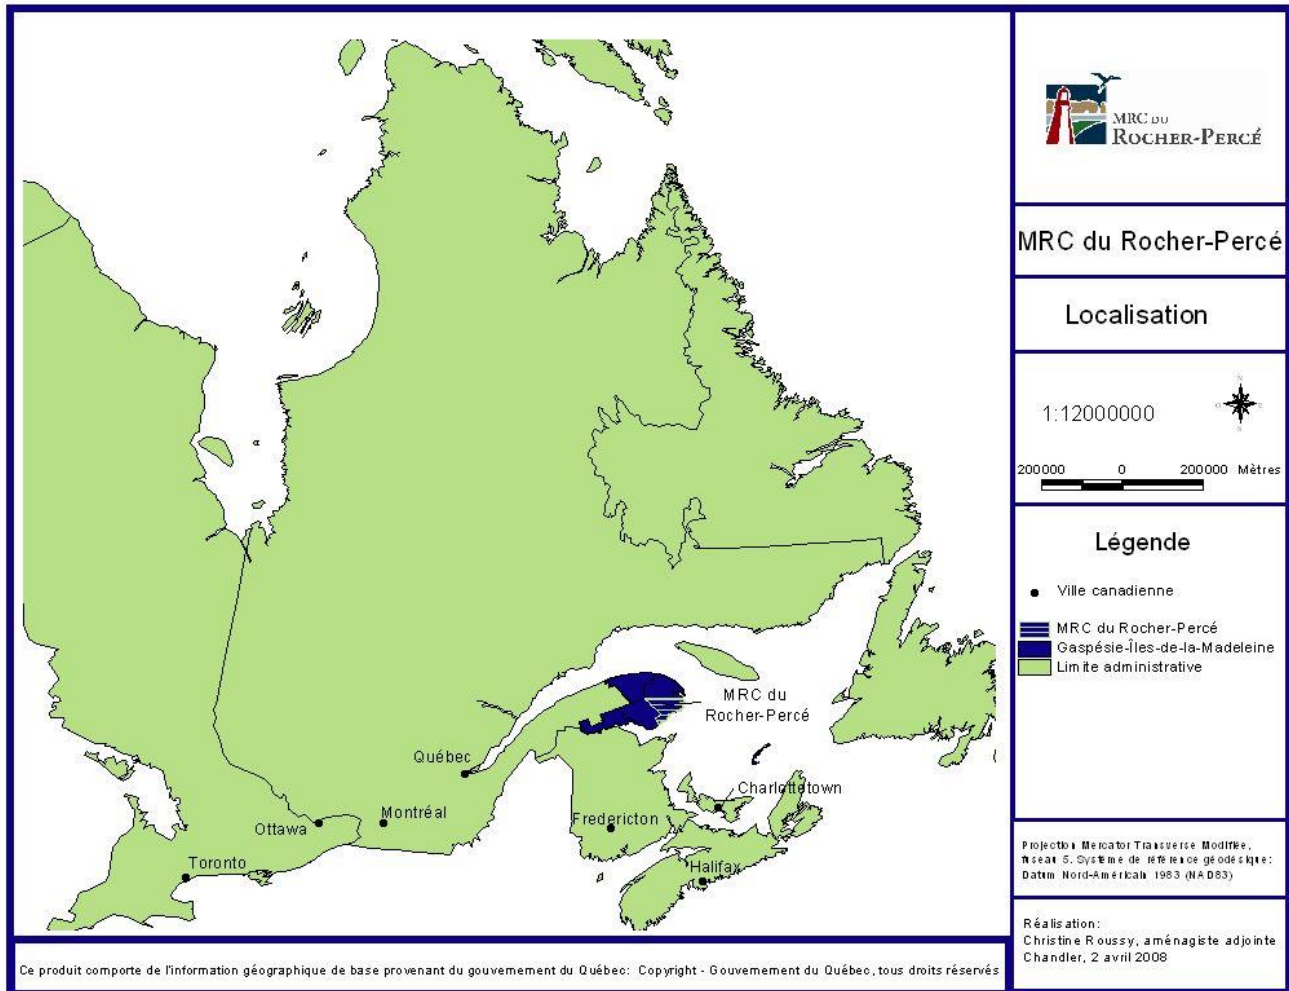 MRC DU
ROCHER-PERCÉ
MRC du Rocher-Percé
Localisation
1:12000000
200000 0 200000 Mètres
Légende
Ville canadienne
MRC du Rocher-Percé
Gaspésie-Îles-de-la-Madeleine
Limite administrative
MRC du
Rocher-Percé
Québec
Charlottetown
Ottawa
Montréal
Fredericton
Toronto
Halifax
Projection Mercator Transverse Modifiée,
fuseau 5. Système de référence géodésique:
Datum Nord-Américain 1983 (NAD83)
Réalisation:
Christine Roussy, aménagiste adjointe
Chandler, 2 avril 2008
Ce produit comporte de l'information géographique de base provenant du gouvernement du Québec: Copyright - Gouvernement du Québec, tous droits réservés